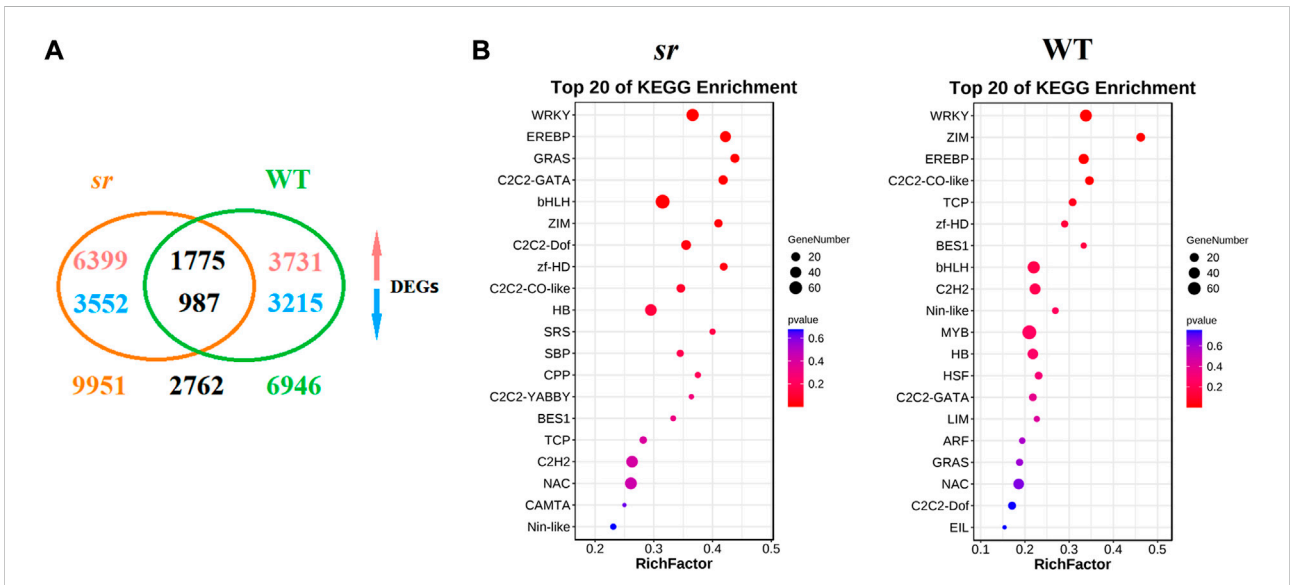 A
sr
WT
6399
1775
3731
3552
987
3215
DEGs
9951
2762
6946
B
sr
Top 20 of KEGG Enrichment
WRKY
EREBP
GRAS
C2C2-GATA
bHLH
ZIM
C2C2-Dof
zf-HD
C2C2-CO-like
HB
SRS
SBP
CPP
C2C2-YABBY
BES1
TCP
C2H2
NAC
CAMTA
Nin-like
0.2 0.3 0.4 0.5
RichFactor
GeneNumber
20
40
60
pvalue
0.6
0.4
0.2
WT
Top 20 of KEGG Enrichment
WRKY
ZIM
EREBP
C2C2-CO-like
TCP
zf-HD
BES1
bHLH
C2H2
Nin-like
MYB
HB
HSF
C2C2-GATA
LIM
ARF
GRAS
NAC
C2C2-Dof
EIL
0.1 0.2 0.3 0.4 0.5
RichFactor
GeneNumber
20
40
60
pvalue
0.6
0.4
0.2